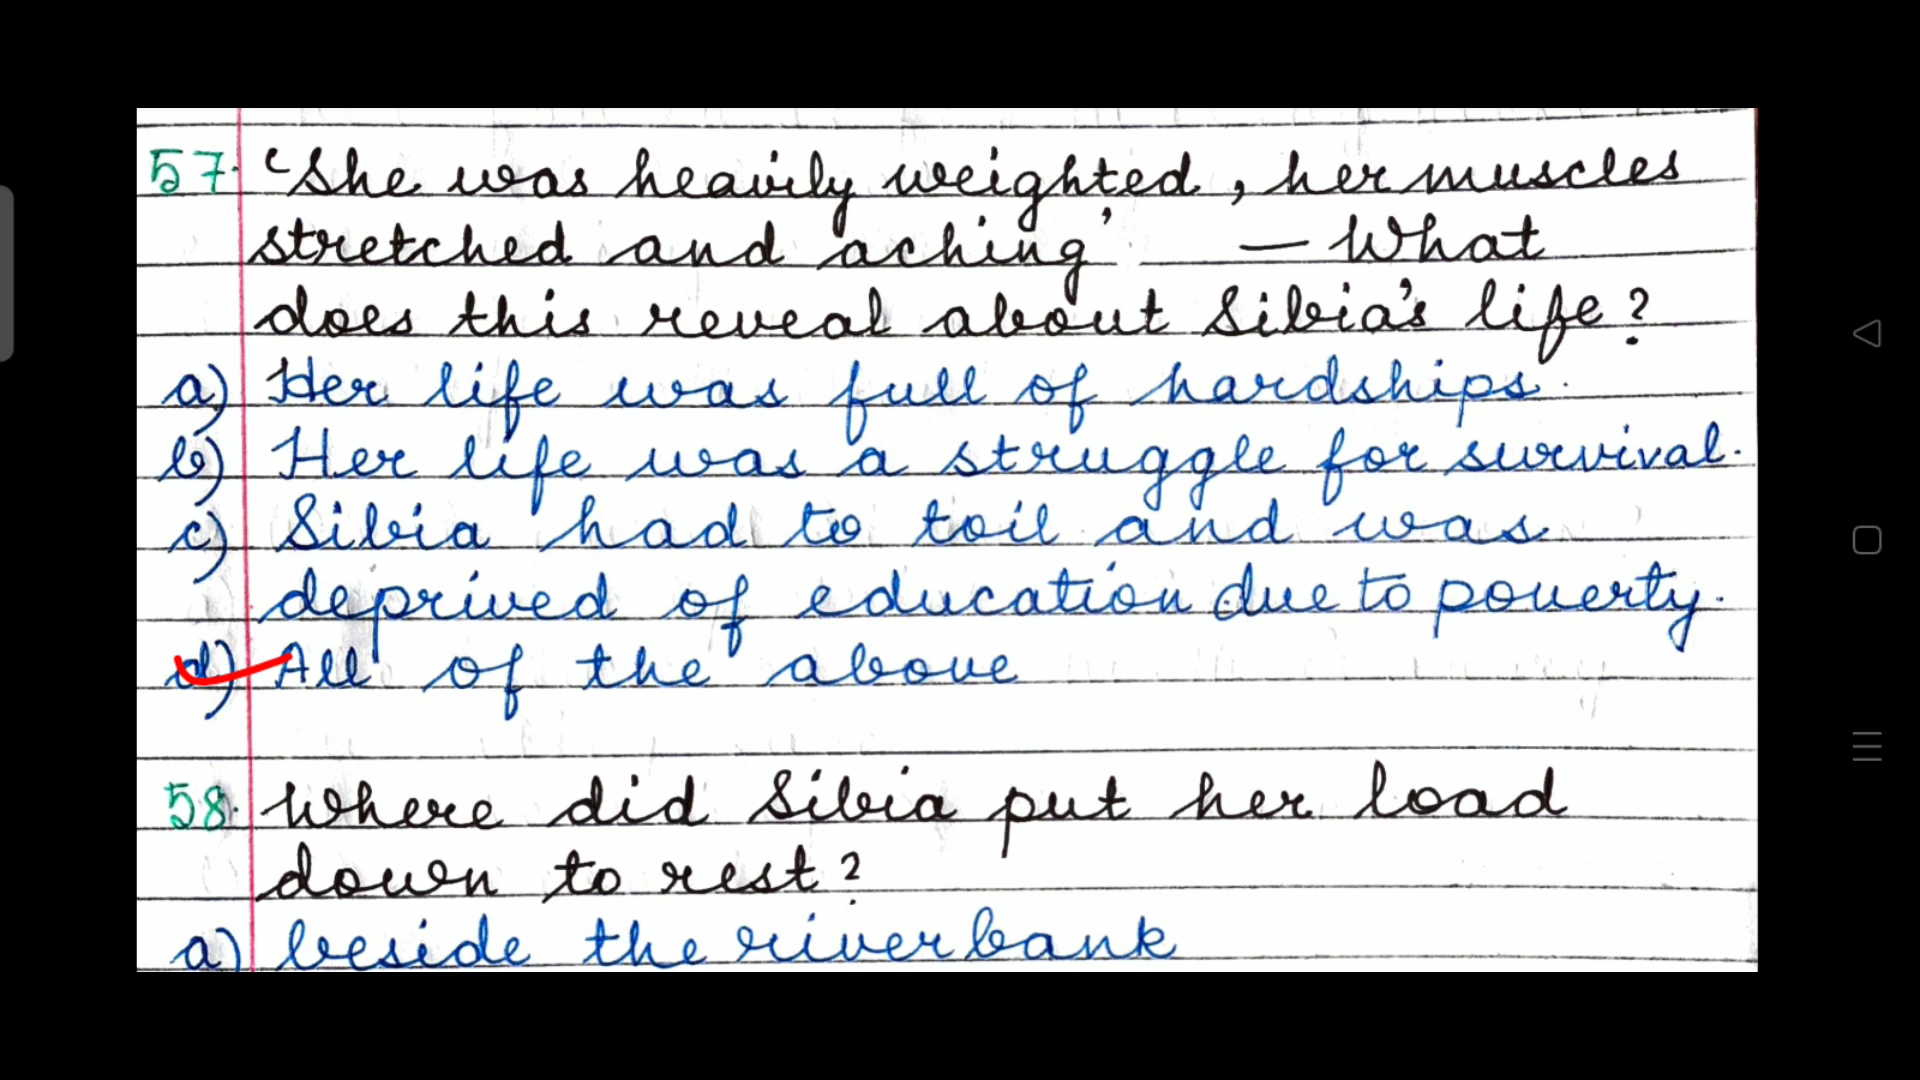 57. 'She was heavily weighted, her muscles
stretched and aching' — What
does this reveal about Sibia's life?
a) Her life was full of hardships.
b) Her life was a struggle for survival.
c) Sibia had to toil and was
deprived of education due to poverty.
d) All of the above
58. Where did Sibia put her load
down to rest?
a) beside the riverbank